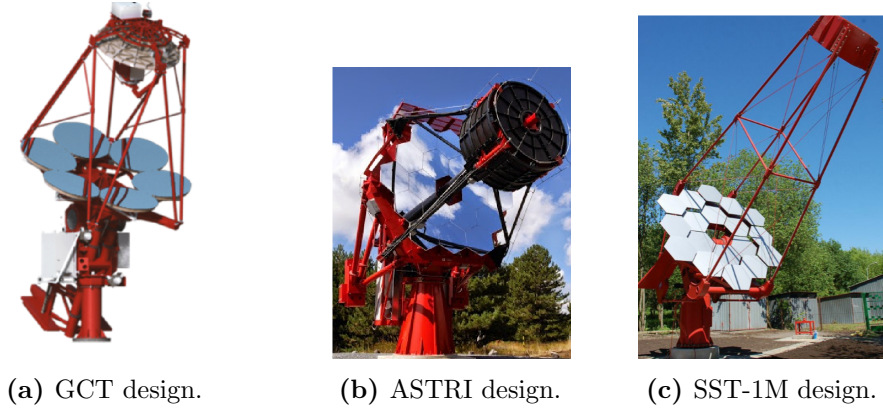 (a) GCT design.
(b) ASTRI design.
(c) SST-1M design.